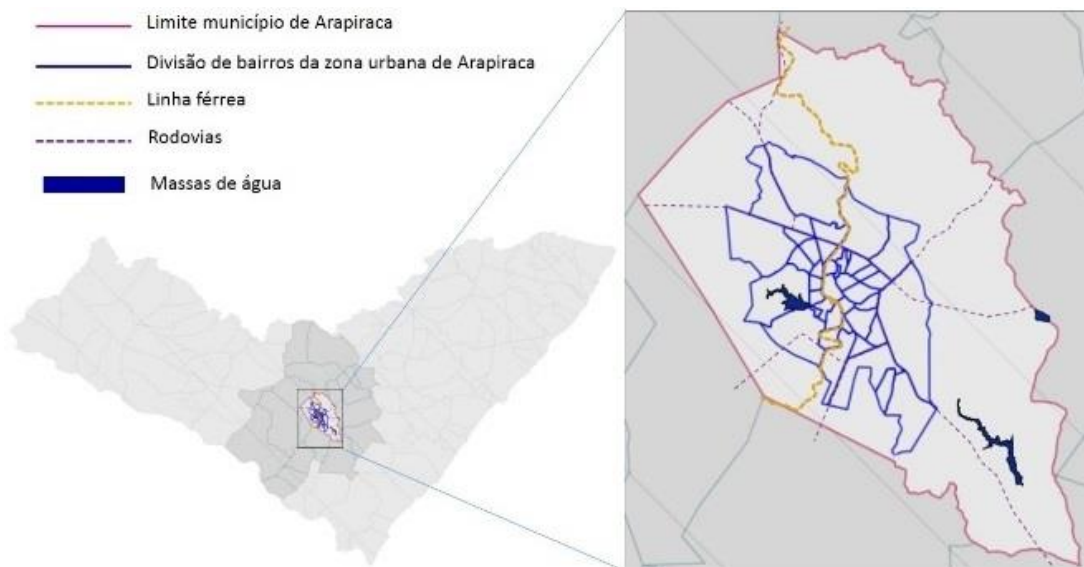 Limite município de Arapiraca
Divisão de bairros da zona urbana de Arapiraca
Linha férrea
Rodovias
Massas de água